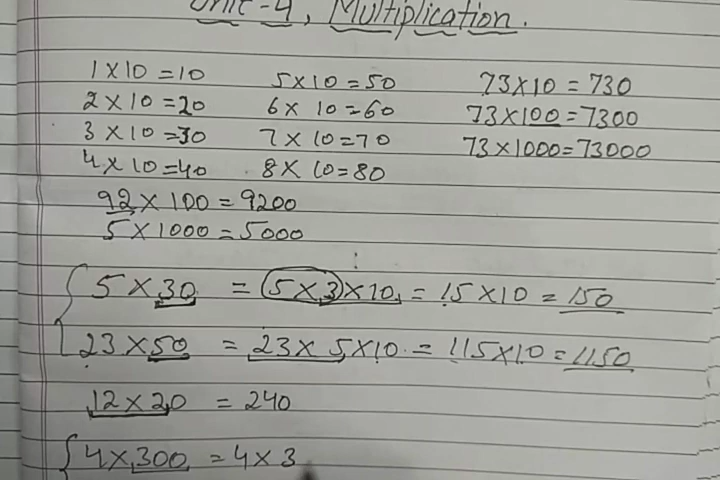 Unit-4, Multiplication.
1 X 10 = 10 5 X 10 = 50 73 X 10 = 730
2 X 10 = 20 6 X 10 = 60 73 X 100 = 7300
3 X 10 = 30 7 X 10 = 70 73 X 1000 = 73000
4 X 10 = 40 8 X 10 = 80
92 X 100 = 9200
5 X 1000 = 5000
5 X 30 = 5 X 3 X 10 = 15 X 10 = 150
23 X 50 = 23 X 5 X 10 = 115 X 10 = 1150
12 X 20 = 240
4 X 300 = 4 X 3